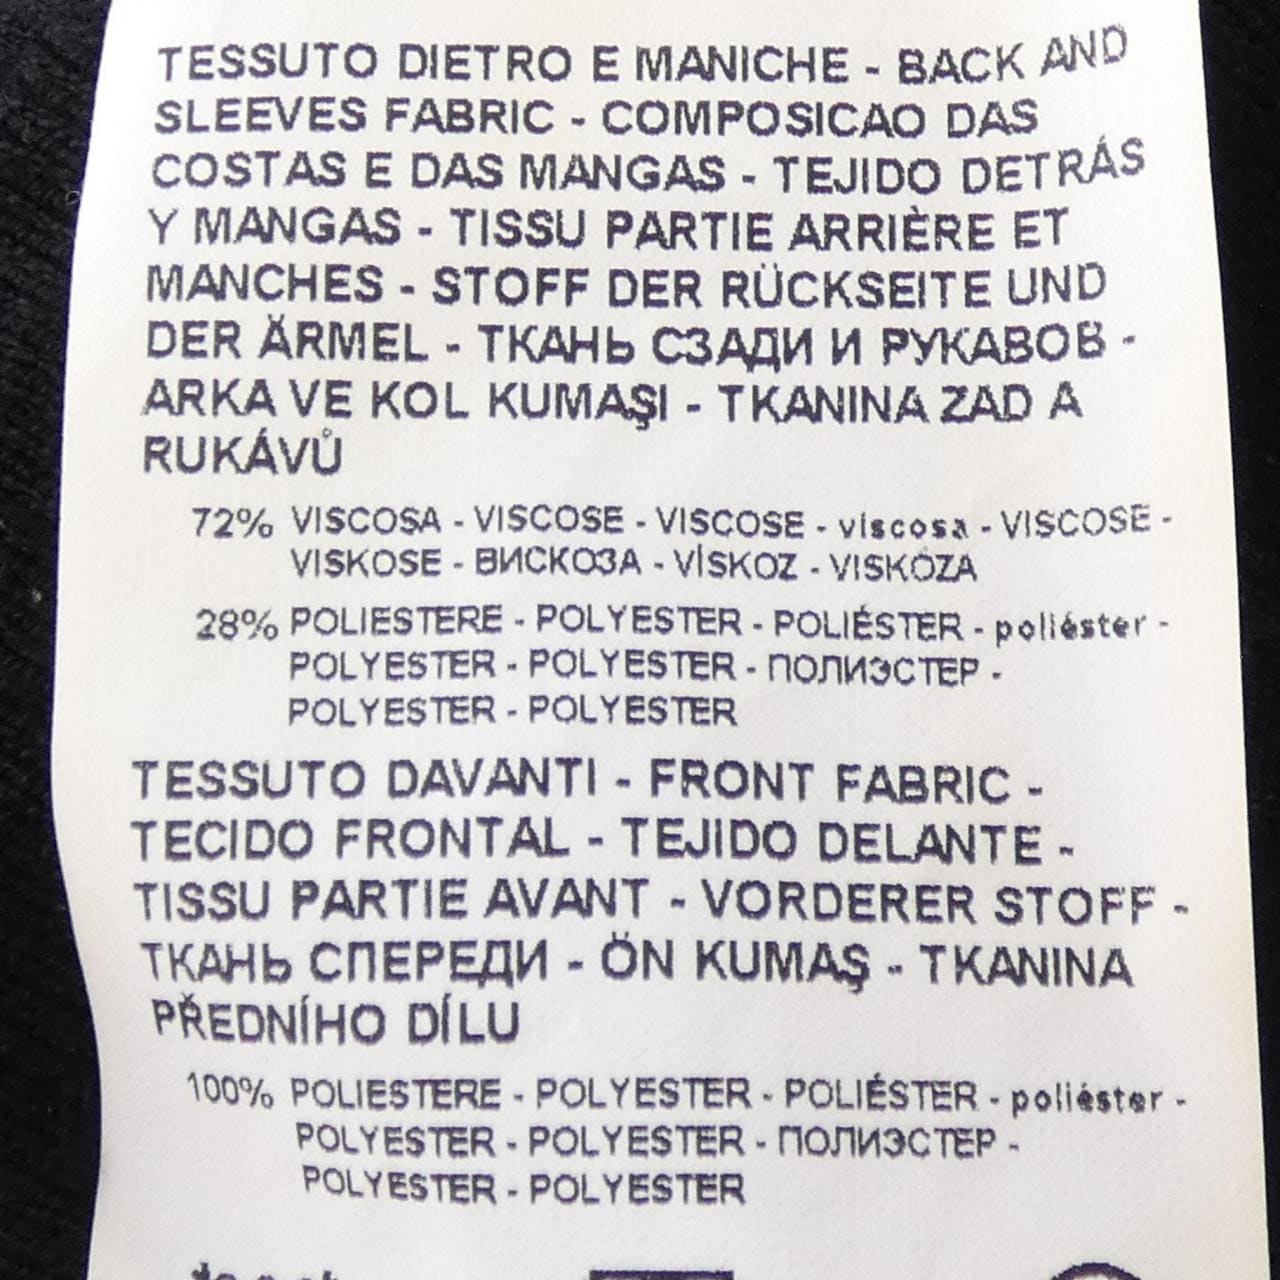 TESSUTO DIETRO E MANICHE - BACK AND
SLEEVES FABRIC - COMPOSICAO DAS
COSTAS E DAS MANGAS - TEJIDO DETRÁS
Y MANGAS - TISSU PARTIE ARRIÈRE ET
MANCHES - STOFF DER RÜCKSEITE UND
DER ÄRMEL - ТКАНЬ СЗАДИ И РУКАВОВ -
ARKA VE KOL KUMAŞI - TKANINA ZAD A
RUKÁVŮ
72% VISCOSA - VISCOSE - VISCOSE - viscosa - VISCOSE -
VISKOSE - ВИСКОЗА - VİSKOZ - VISKÓZA
28% POLIESTERE - POLYESTER - POLIÉSTER - poliéster -
POLYESTER - POLYESTER - ПОЛИЭСТЕР -
POLYESTER - POLYESTER
TESSUTO DAVANTI - FRONT FABRIC -
TECIDO FRONTAL - TEJIDO DELANTE -
TISSU PARTIE AVANT - VORDERER STOFF -
ТКАНЬ СПЕРЕДИ - ÖN KUMAŞ - TKANINA
PŘEDNÍHO DÍLU
100% POLIESTERE - POLYESTER - POLIÉSTER - poliéster -
POLYESTER - POLYESTER - ПОЛИЭСТЕР -
POLYESTER - POLYESTER